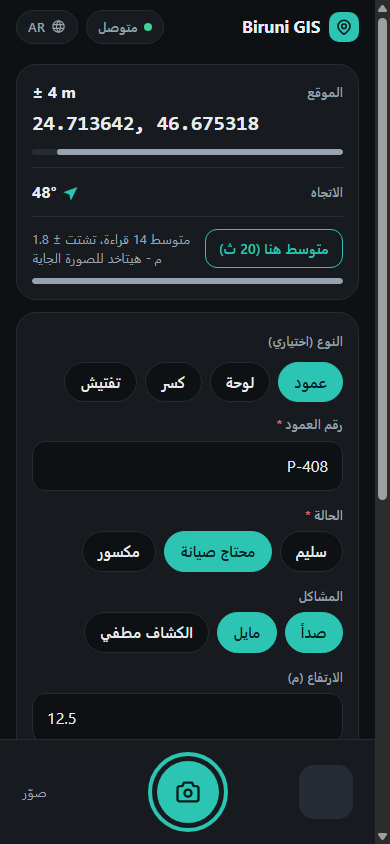 Biruni GIS
متوصل
AR
الموقع
± 4 m
24.713642, 46.675318
الاتجاه
48°
متوسط هنا (20 ث)
متوسط 14 قراءة، تشتت ± 1.8
م - هيتاخد للصورة الجاية
النوع (اختياري)
عمود
لوحة
كسر
تفتيش
رقم العمود *
P-408
الحالة *
سليم
محتاج صيانة
مكسور
المشاكل
صدأ
مايل
الكشاف مطفي
الارتفاع (م)
12.5
صوّر